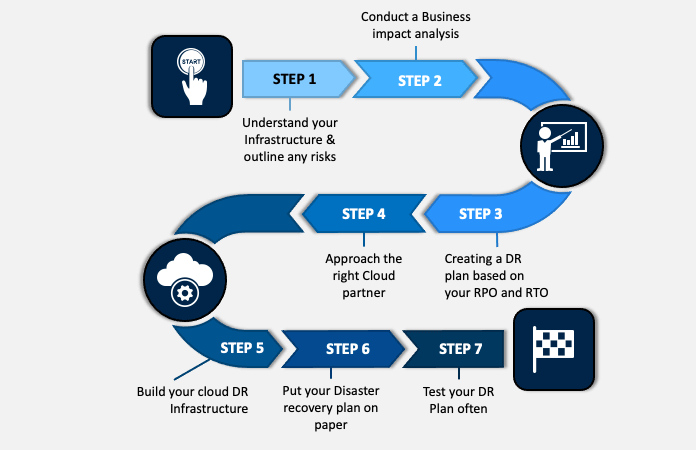 Conduct a Business
impact analysis
START
STEP 1
STEP 2
Understand your
Infrastructure &
outline any risks
STEP 4
STEP 3
Approach the
right Cloud
partner
Creating a DR
plan based on
your RPO and RTO
STEP 5
STEP 6
STEP 7
Build your cloud DR
Infrastructure
Put your Disaster
recovery plan on
paper
Test your DR
Plan often